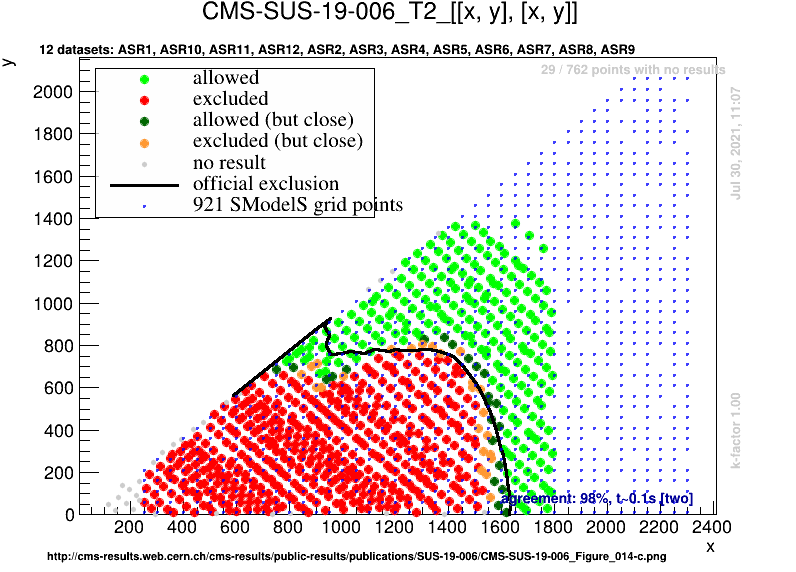 CMS-SUS-19-006_T2_[[x, y], [x, y]]
12 datasets: ASR1, ASR10, ASR11, ASR12, ASR2, ASR3, ASR4, ASR5, ASR6, ASR7, ASR8, ASR9
y
29 / 762 points with no results
allowed
excluded
allowed (but close)
excluded (but close)
no result
official exclusion
921 SModelS grid points
Jul 30, 2021, 11:07
k-factor 1.00
2000
1800
1600
1400
1200
1000
800
600
400
200
0
agreement: 98%, t~0.1s [two]
200 400 600 800 1000 1200 1400 1600 1800 2000 2200 2400
x
http://cms-results.web.cern.ch/cms-results/public-results/publications/SUS-19-006/CMS-SUS-19-006_Figure_014-c.png